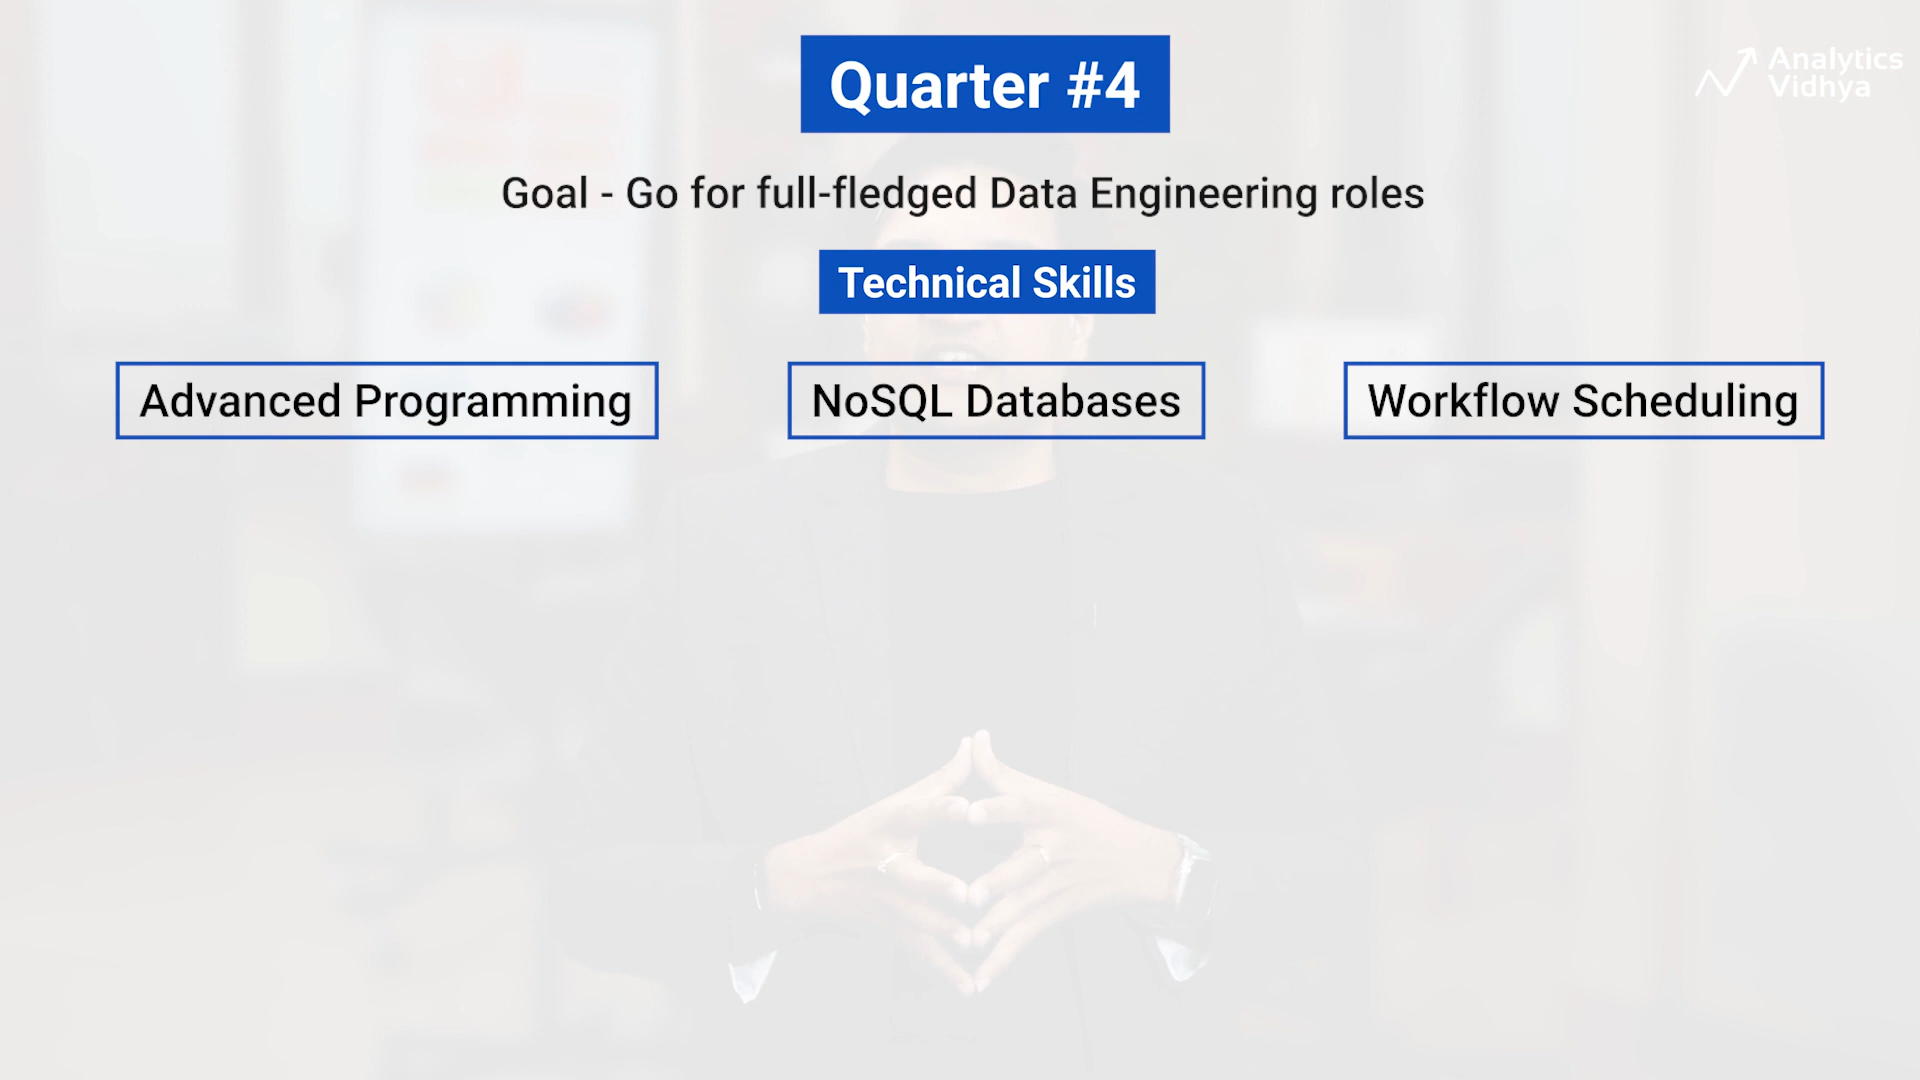 Quarter #4
Analytics
Vidhya
Goal - Go for full-fledged Data Engineering roles
Technical Skills
Advanced Programming
NoSQL Databases
Workflow Scheduling